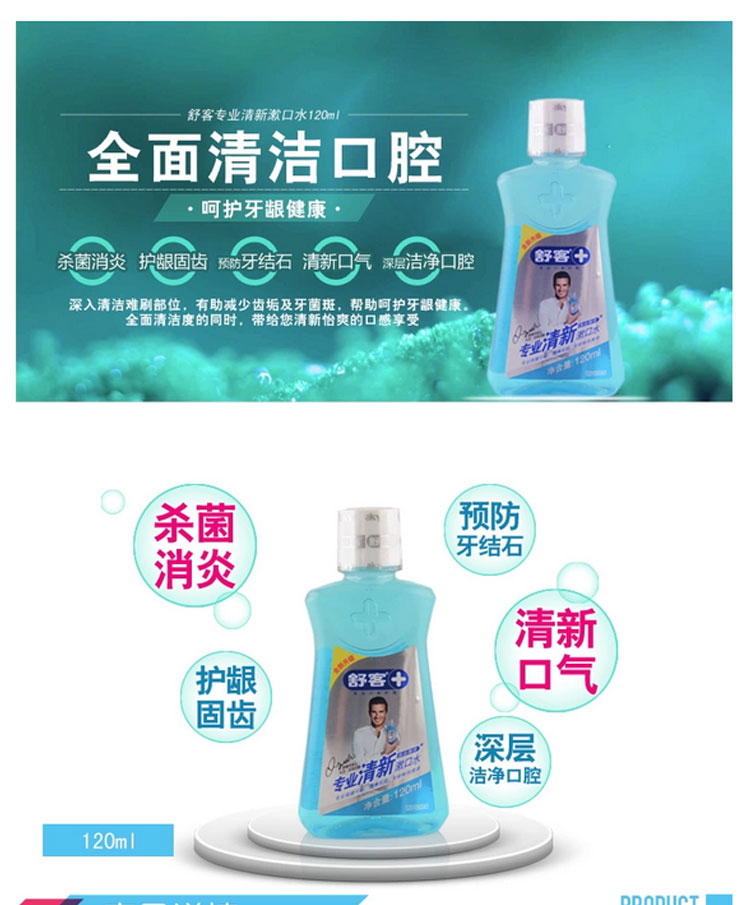 舒客专业清新漱口水120ml
全面清洁口腔
·呵护牙龈健康·
杀菌消炎 护龈固齿 预防牙结石 清新口气 深层洁净口腔
深入清洁难刷部位，有助减少齿垢及牙菌斑，帮助呵护牙龈健康。
全面清洁度的同时，带给您清新怡爽的口感享受
舒客
专业清新漱口水
净含量:120ml
杀菌
消炎
预防
牙结石
清新
口气
护龈
固齿
深层
洁净口腔
舒客
专业清新漱口水
净含量:120ml
120ml
PRODUCT